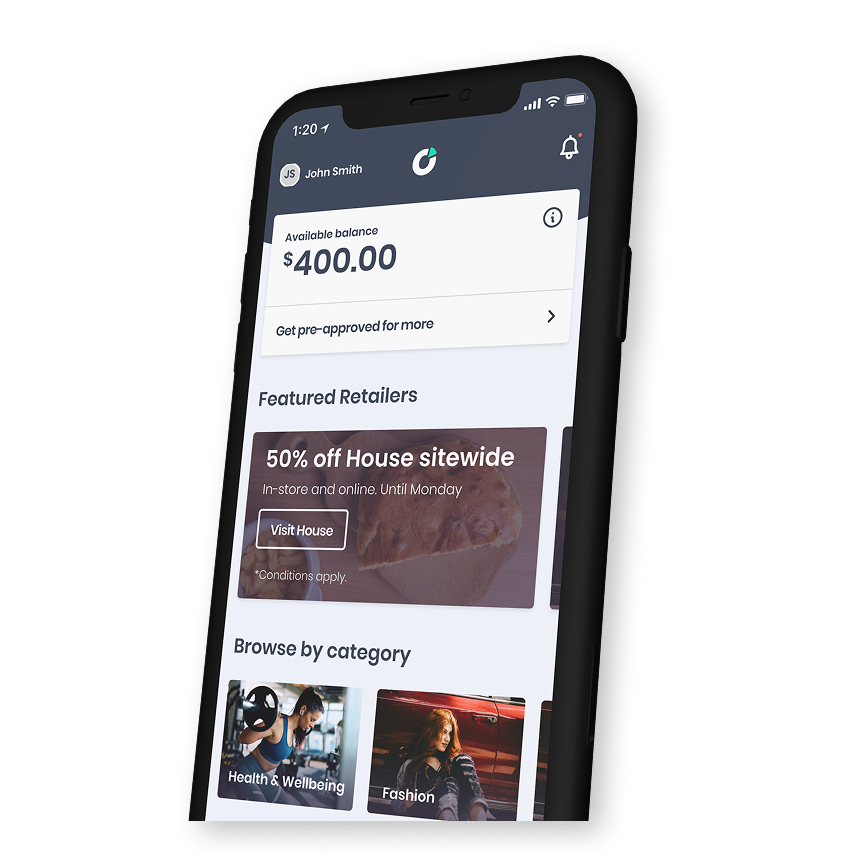 1:20
JS
John Smith
Available balance
$400.00
Get pre-approved for more
Featured Retailers
50% off House sitewide
In-store and online. Until Monday
Visit House
*Conditions apply.
Browse by category
Health & Wellbeing
Fashion